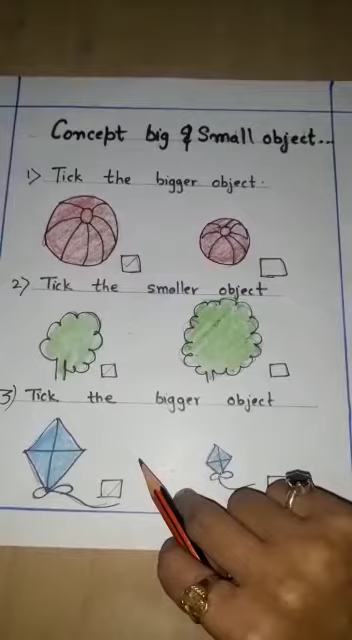 Concept big & Small object...
1) Tick the bigger object.
2) Tick the smaller object
3) Tick the bigger object